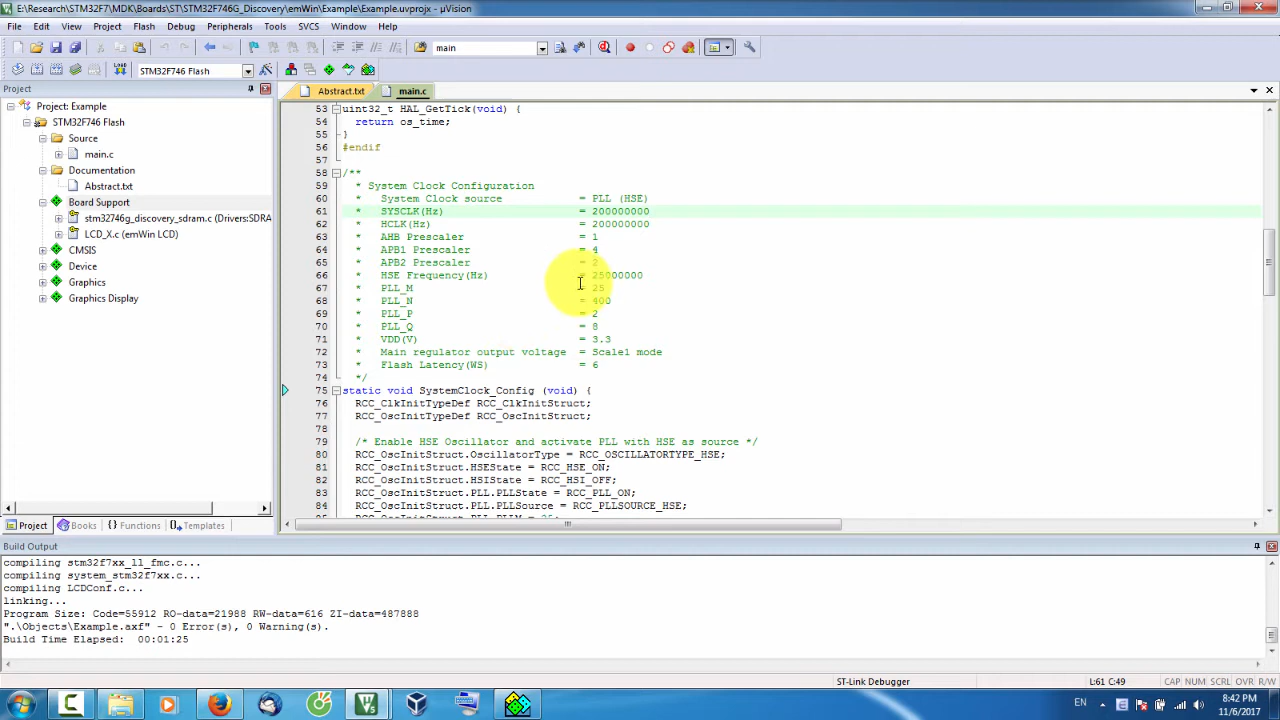 E:\Research\STM32F7\MDK\Boards\ST\STM32F746G_Discovery\emWin\Example\Example.uvprojx - µVision
File Edit View Project Flash Debug Peripherals Tools SVCS Window Help
main
LOAD STM32F746 Flash
Project
Project: Example
STM32F746 Flash
Source
main.c
Documentation
Abstract.txt
Board Support
stm32746g_discovery_sdram.c (Drivers:SDRA
LCD_X.c (emWin LCD)
CMSIS
Device
Graphics
Graphics Display
Project Books Functions Templates
Abstract.txt main.c
53 uint32_t HAL_GetTick(void) {
54 return os_time;
55 }
56 #endif
57
58 /**
59 * System Clock Configuration
60 * System Clock source = PLL (HSE)
61 * SYSCLK(Hz) = 200000000
62 * HCLK(Hz) = 200000000
63 * AHB Prescaler = 1
64 * APB1 Prescaler = 4
65 * APB2 Prescaler = 2
66 * HSE Frequency(Hz) = 25000000
67 * PLL_M = 25
68 * PLL_N = 400
69 * PLL_P = 2
70 * PLL_Q = 8
71 * VDD(V) = 3.3
72 * Main regulator output voltage = Scale1 mode
73 * Flash Latency(WS) = 6
74 */
75 static void SystemClock_Config (void) {
76 RCC_ClkInitTypeDef RCC_ClkInitStruct;
77 RCC_OscInitTypeDef RCC_OscInitStruct;
78
79 /* Enable HSE Oscillator and activate PLL with HSE as source */
80 RCC_OscInitStruct.OscillatorType = RCC_OSCILLATORTYPE_HSE;
81 RCC_OscInitStruct.HSEState = RCC_HSE_ON;
82 RCC_OscInitStruct.HSIState = RCC_HSI_OFF;
83 RCC_OscInitStruct.PLL.PLLState = RCC_PLL_ON;
84 RCC_OscInitStruct.PLL.PLLSource = RCC_PLLSOURCE_HSE;
Build Output
compiling stm32f7xx_ll_fmc.c...
compiling system_stm32f7xx.c...
compiling LCDConf.c...
linking...
Program Size: Code=55912 RO-data=21988 RW-data=616 ZI-data=487888
".\Objects\Example.axf" - 0 Error(s), 0 Warning(s).
Build Time Elapsed: 00:01:25
ST-Link Debugger L:61 C:49 CAP NUM SCRL OVR R/W
EN 8:42 PM
11/6/2017